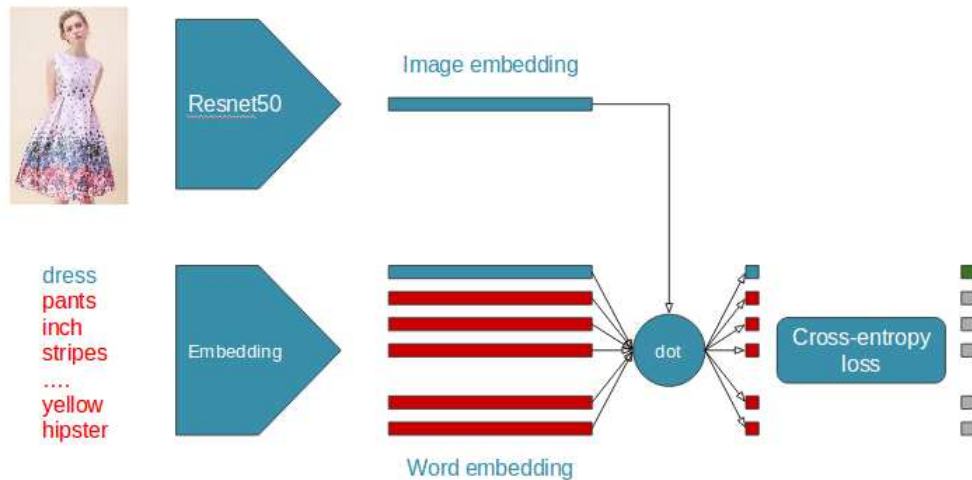 Image embedding
Resnet50
dress
pants
inch
stripes
....
yellow
hipster
Embedding
dot
Cross-entropy
loss
Word embedding